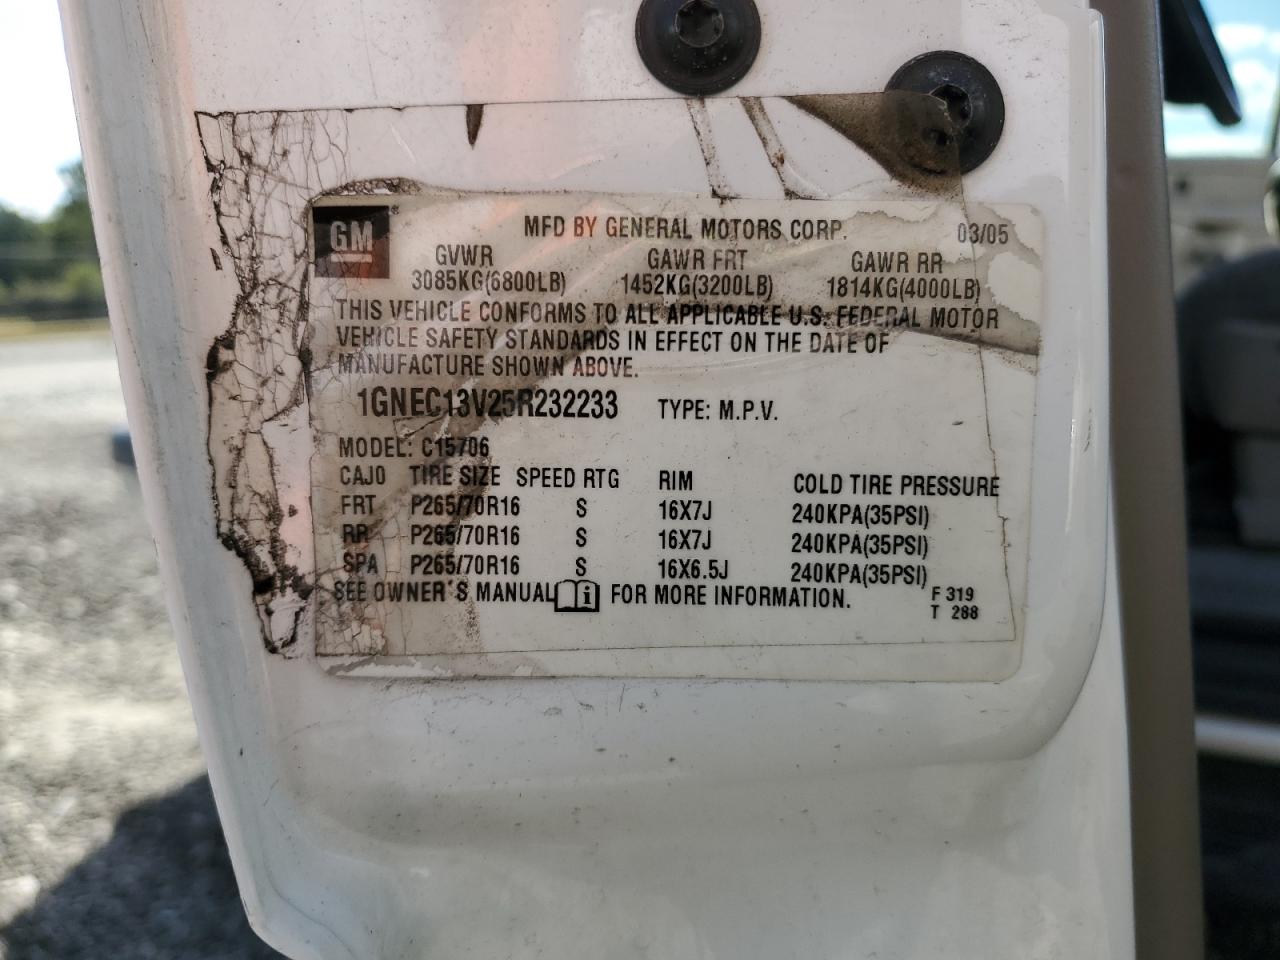 GM ®
MFD BY GENERAL MOTORS CORP. 03/05
GVWR GAWR FRT GAWR RR
3085KG(6800LB) 1452KG(3200LB) 1814KG(4000LB)
THIS VEHICLE CONFORMS TO ALL APPLICABLE U.S. FEDERAL MOTOR
VEHICLE SAFETY STANDARDS IN EFFECT ON THE DATE OF
MANUFACTURE SHOWN ABOVE.
1GNEC13V25R232233 TYPE: M.P.V.
MODEL: C15706
CAJO TIRE SIZE SPEED RTG RIM COLD TIRE PRESSURE
FRT P265/70R16 S 16X7J 240KPA(35PSI)
RR P265/70R16 S 16X7J 240KPA(35PSI)
SPA P265/70R16 S 16X6.5J 240KPA(35PSI)
SEE OWNER'S MANUAL i FOR MORE INFORMATION. F 319
T 288